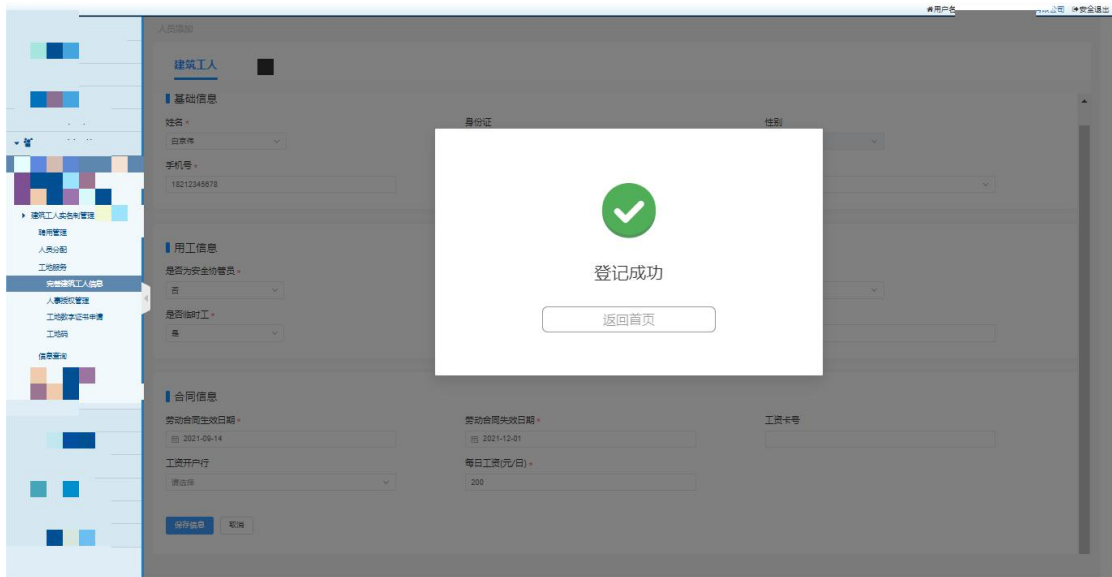 用户名
有限公司 安全退出
人员添加
建筑工人
基础信息
姓名 *
身份证
性别
手机号 *
18212345678
建筑工人实名制管理
聘用管理
人员分配
工地服务
完善建筑工人信息
人事授权管理
工地数字证书申请
工地码
信息查询
用工信息
是否为安全协管员 *
否
是否临时工 *
是
登记成功
返回首页
合同信息
劳动合同生效日期 *
劳动合同失效日期 *
工资卡号
2021-09-14
2021-12-01
工资开户行
每日工资(元/日) *
请选择
200
保存信息
取消